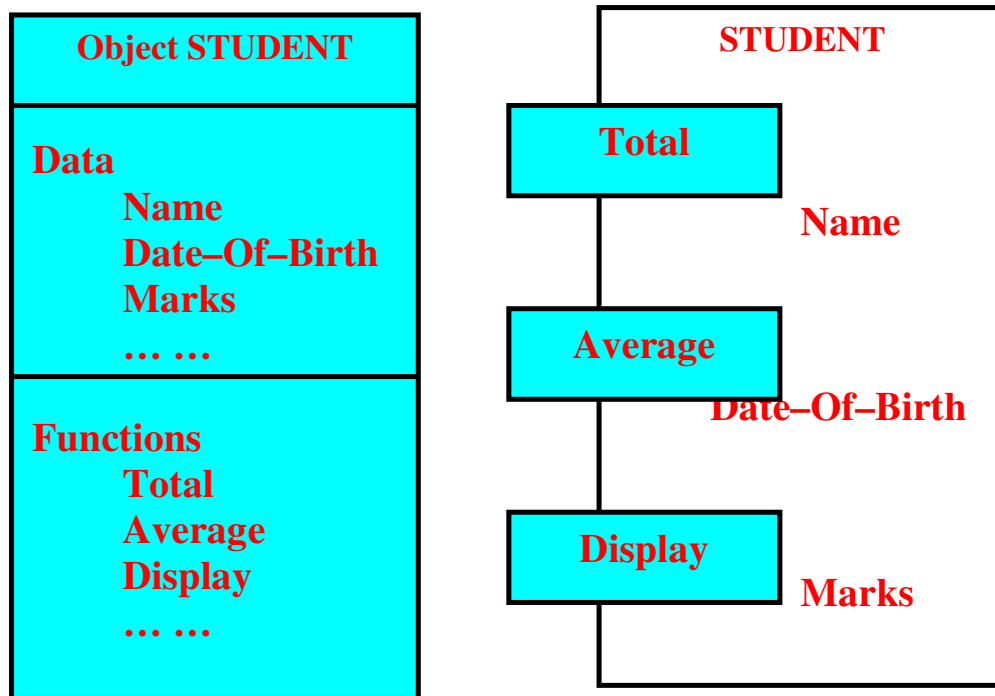 Object STUDENT
Data
Name
Date–Of–Birth
Marks
... ...
Functions
Total
Average
Display
... ...
STUDENT
Total
Name
Average
Date–Of–Birth
Display
Marks